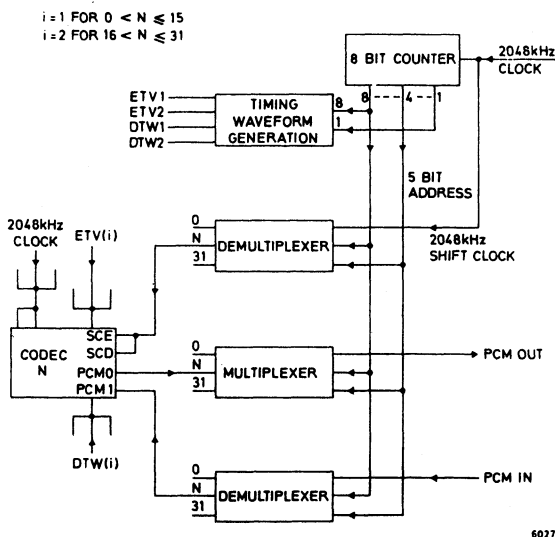 i=1 FOR 0 < N ⩽ 15
i=2 FOR 16 < N ⩽ 31
8 BIT COUNTER
8 ---- 4 -- 1
2048kHz
CLOCK
ETV1
ETV2
DTW1
DTW2
TIMING
WAVEFORM
GENERATION
8
1
5 BIT
ADDRESS
2048kHz
CLOCK
ETV(i)
0
N
31
DEMULTIPLEXER
2048kHz
SHIFT CLOCK
CODEC
N
SCE
SCD
PCM0
PCM1
0
N
31
MULTIPLEXER
PCM OUT
DTW(i)
0
N
31
DEMULTIPLEXER
PCM IN
6027